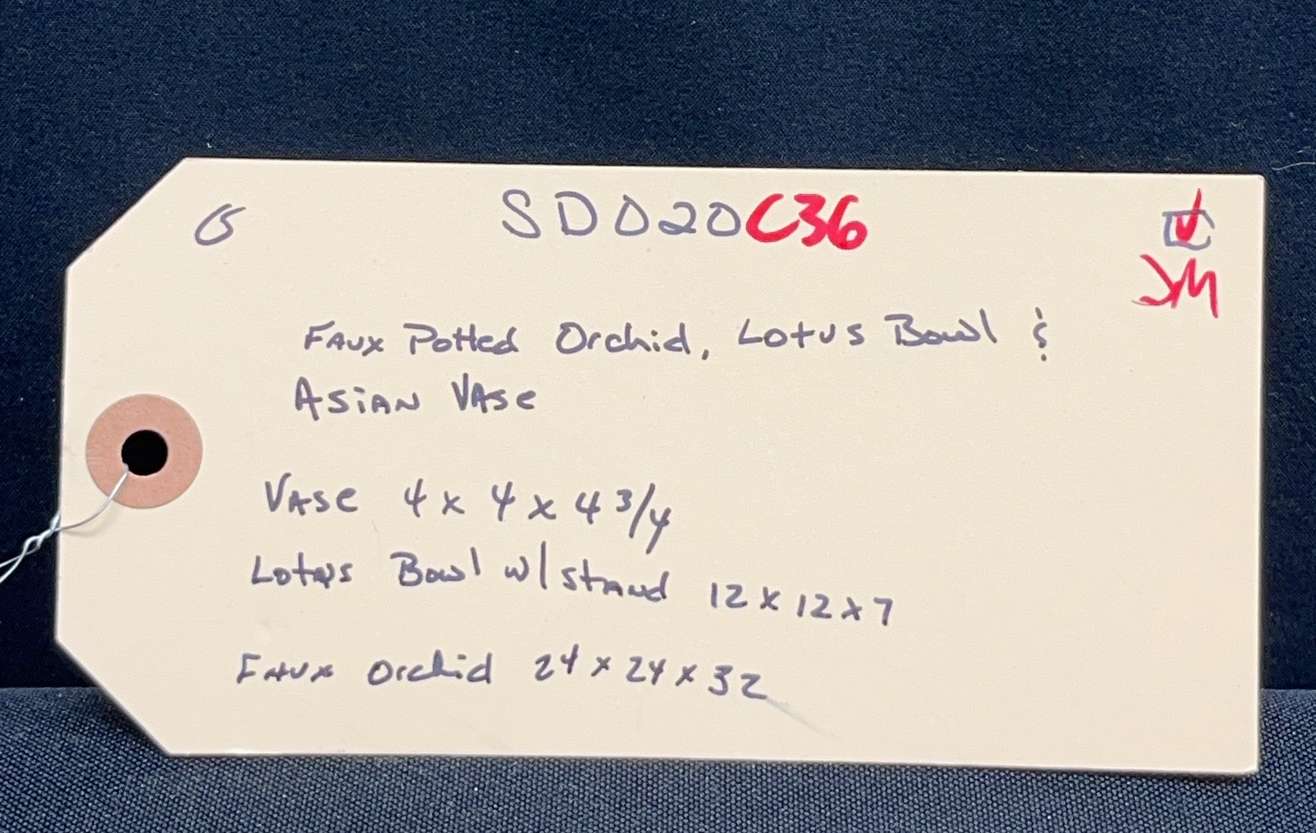 6 SD020C36
JM
Faux Potted Orchid, Lotus Bowl &
Asian Vase
Vase 4 x 4 x 4 3/4
Lotus Bowl w/stand 12 x 12 x 7
Faux Orchid 24 x 24 x 32